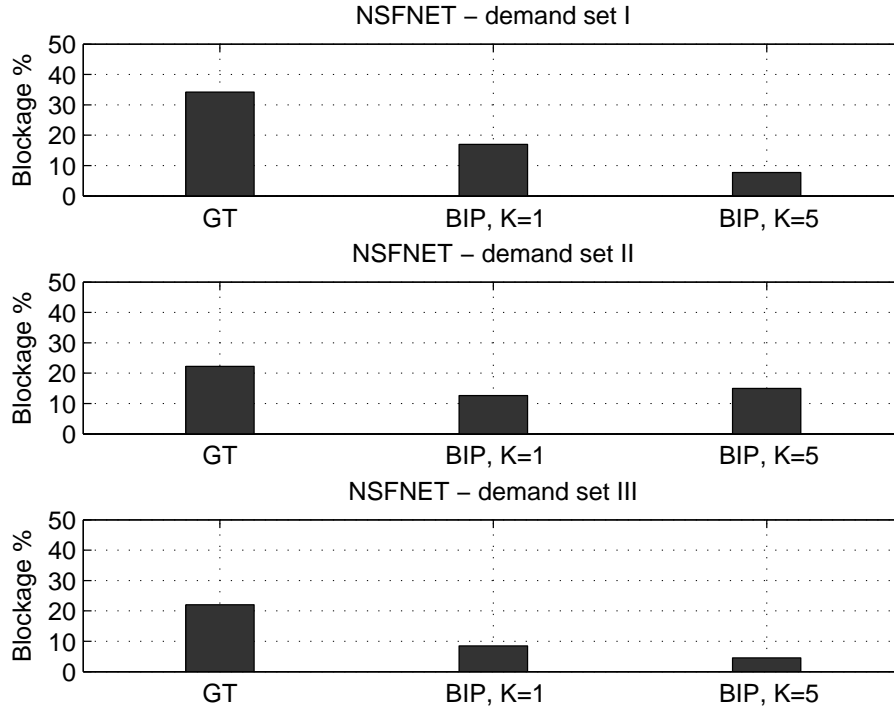 NSFNET – demand set I
Blockage %
50
40
30
20
10
0
GT BIP, K=1 BIP, K=5
NSFNET – demand set II
Blockage %
50
40
30
20
10
0
GT BIP, K=1 BIP, K=5
NSFNET – demand set III
Blockage %
50
40
30
20
10
0
GT BIP, K=1 BIP, K=5